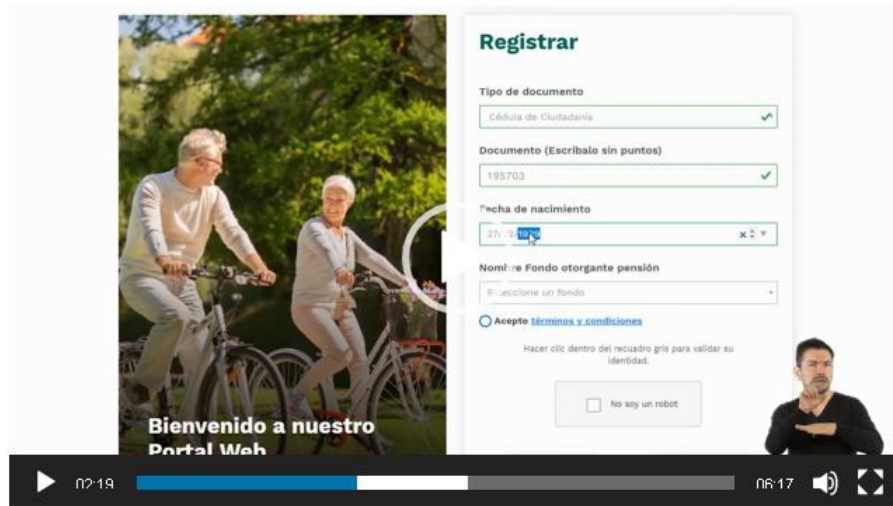 Registrar
Tipo de documento
Cédula de Ciudadanía
Documento (Escríbalo sin puntos)
195703
Fecha de nacimiento
1929
Nombre Fondo otorgante pensión
Seleccione un fondo
Acepto términos y condiciones
Hacer clic dentro del recuadro gris para validar su
identidad.
No soy un robot
Bienvenido a nuestro
Portal Web
02:19
06:17